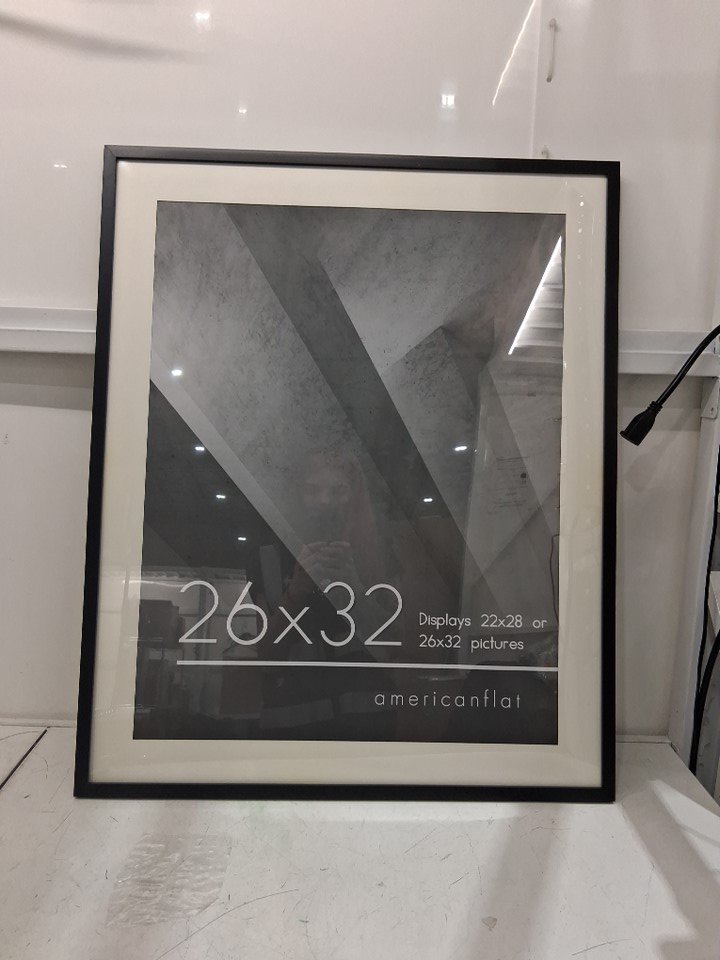 26x32
Displays 22x28 or
26x32 pictures
americanflat